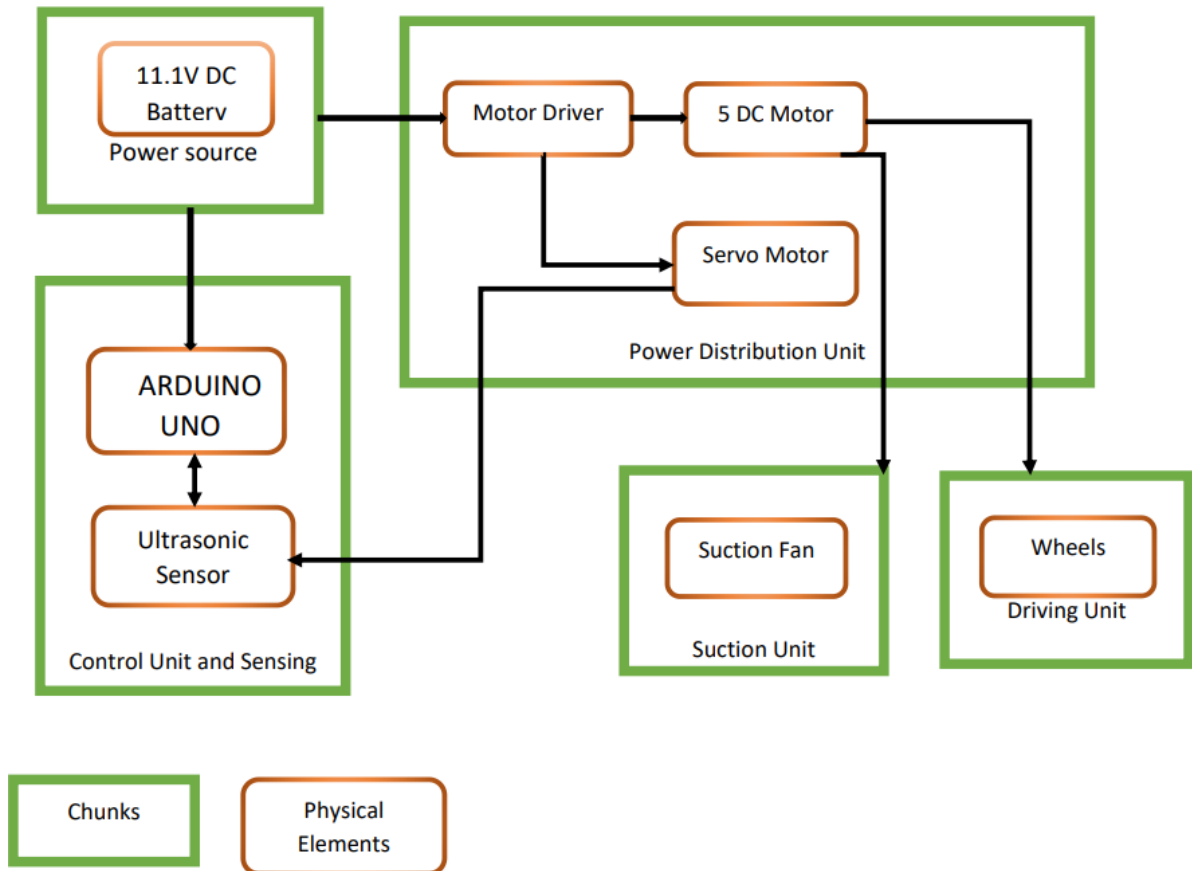 11.1V DC
Batterv
Power source
Motor Driver
5 DC Motor
Servo Motor
Power Distribution Unit
ARDUINO
UNO
Ultrasonic
Sensor
Control Unit and Sensing
Suction Fan
Suction Unit
Wheels
Driving Unit
Chunks
Physical
Elements